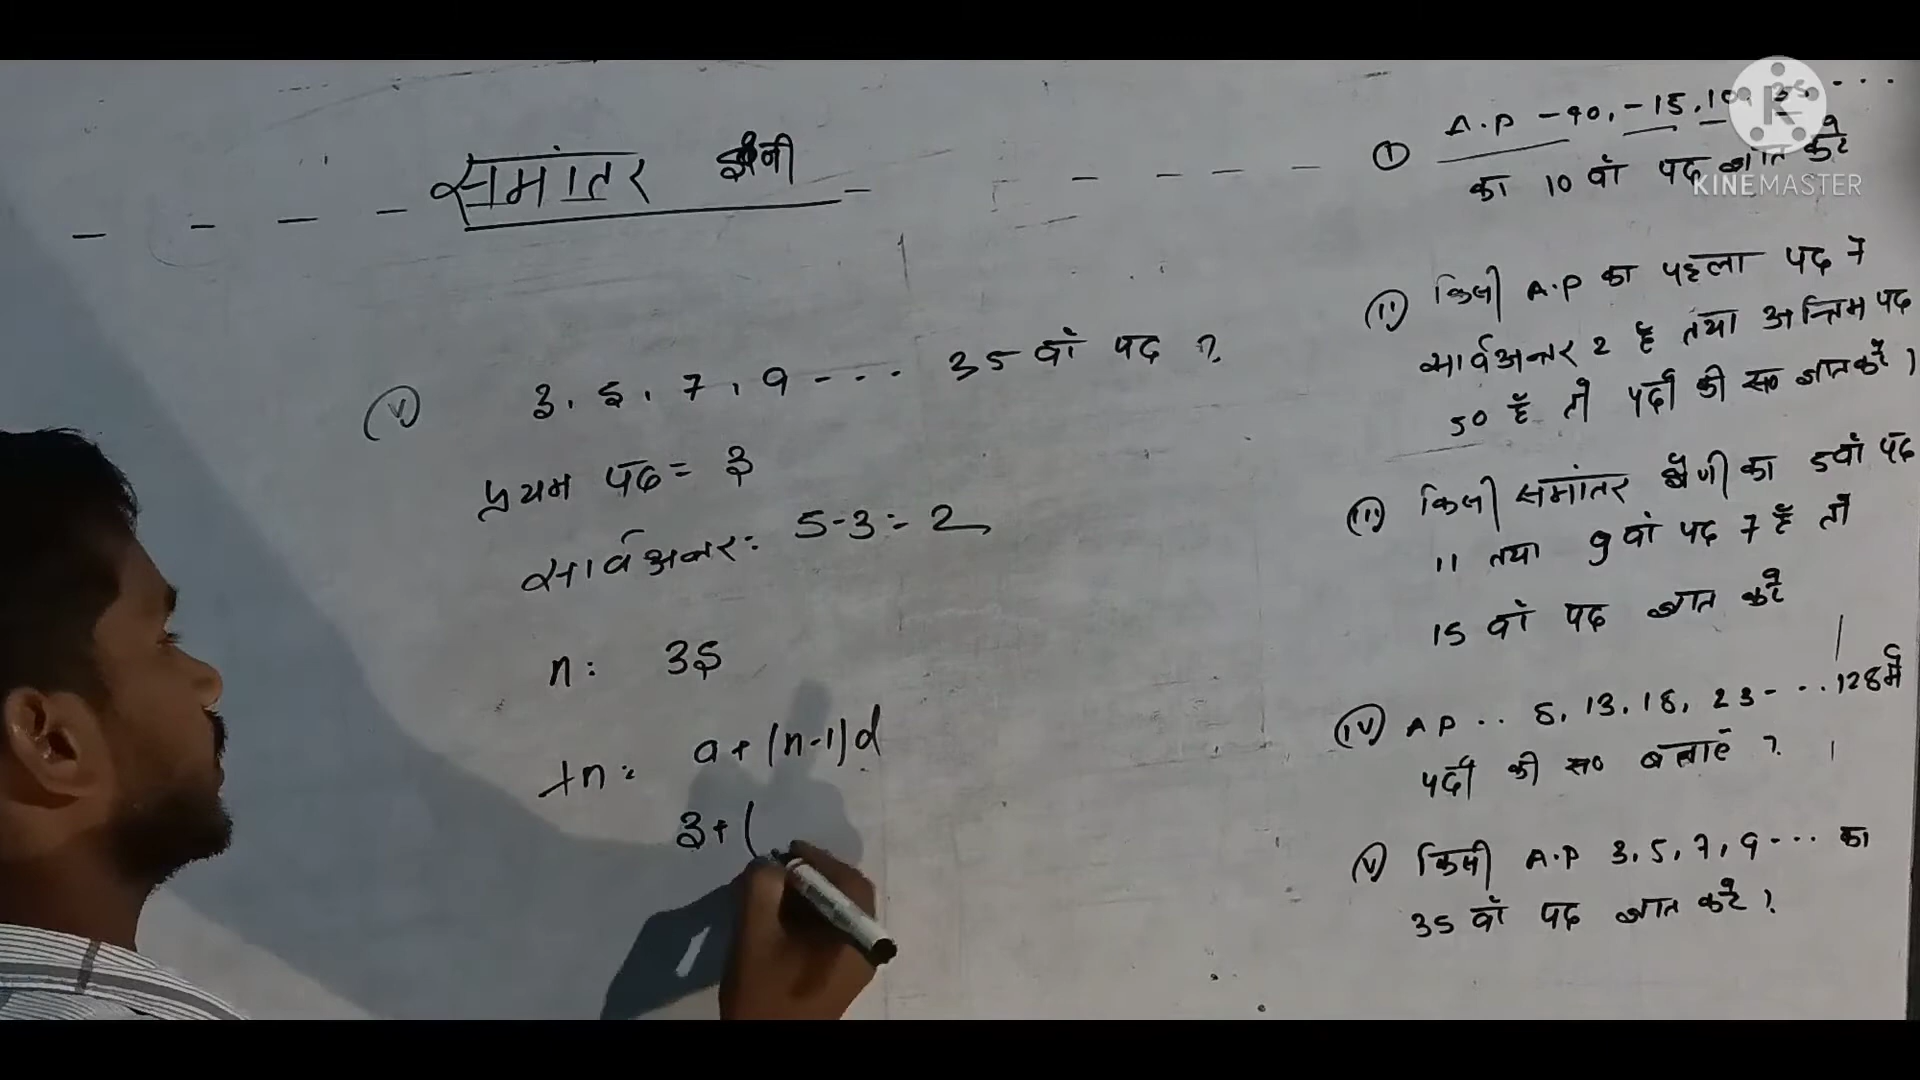 समांतर श्रेणी
(V) 3, 5, 7, 9 - - - 35 वाँ पद ?
प्रथम पद = 3
सार्वअन्तर: 5-3 = 2
n: 35
tn: a+(n-1)d
3+(
(I) A.P -40, -15, 10, 35, - - -
का 10 वाँ पद ज्ञात करें
KINEMASTER
(II) किसी A.P का पहला पद 7
सार्वअन्तर 2 है तथा अन्तिम पद
50 है तो पदों की स० ज्ञात करें ।
(III) किसी समांतर श्रेणी का 5वाँ पद
11 तथा 9 वां पद 7 है तो
15 वाँ पद ज्ञात करें
(IV) AP .. 8, 13, 18, 23 - - - 128 में
पदों की स० बताएं ?
(V) किसी A.P 3, 5, 7, 9 - - - का
35 वाँ पद ज्ञात करें ?